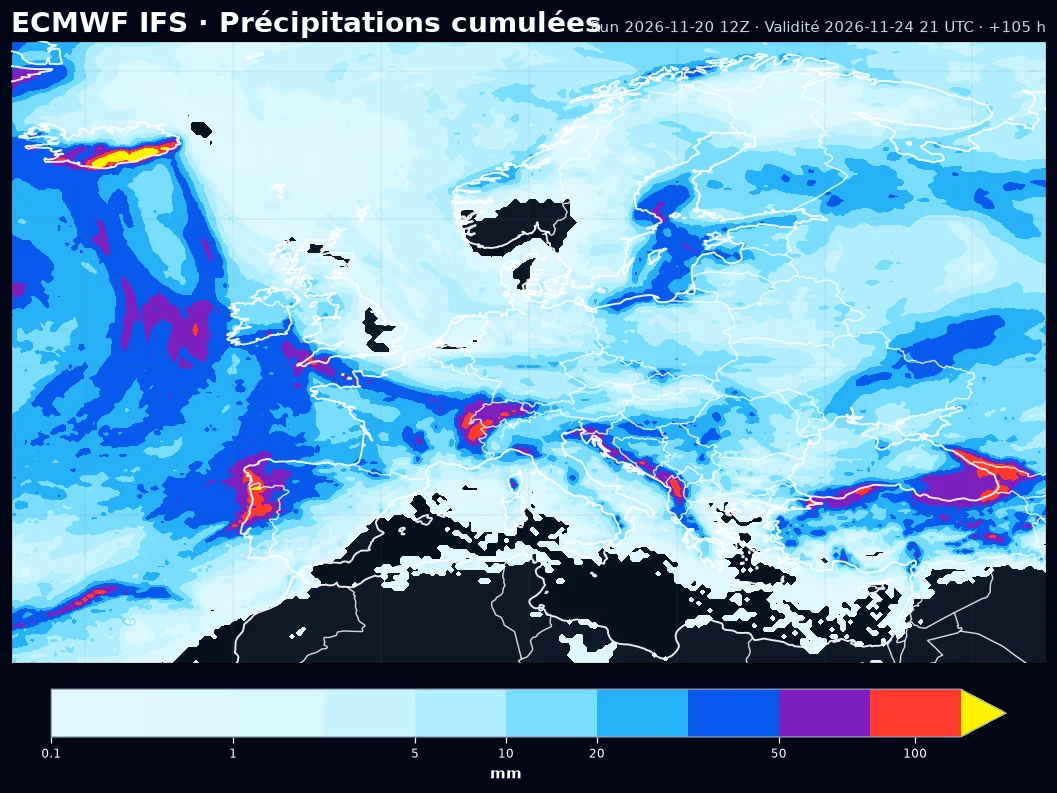 ECMWF IFS · Précipitations cumulées
Run 2026-11-20 12Z · Validité 2026-11-24 21 UTC · +105 h
0.1 1 5 10 20 50 100
mm